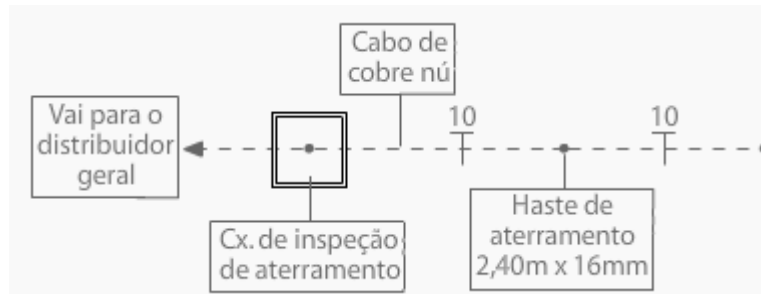 Cabo de
cobre nú
Vai para o
distribuidor
geral
10
10
Cx. de inspeção
de aterramento
Haste de
aterramento
2,40m x 16mm